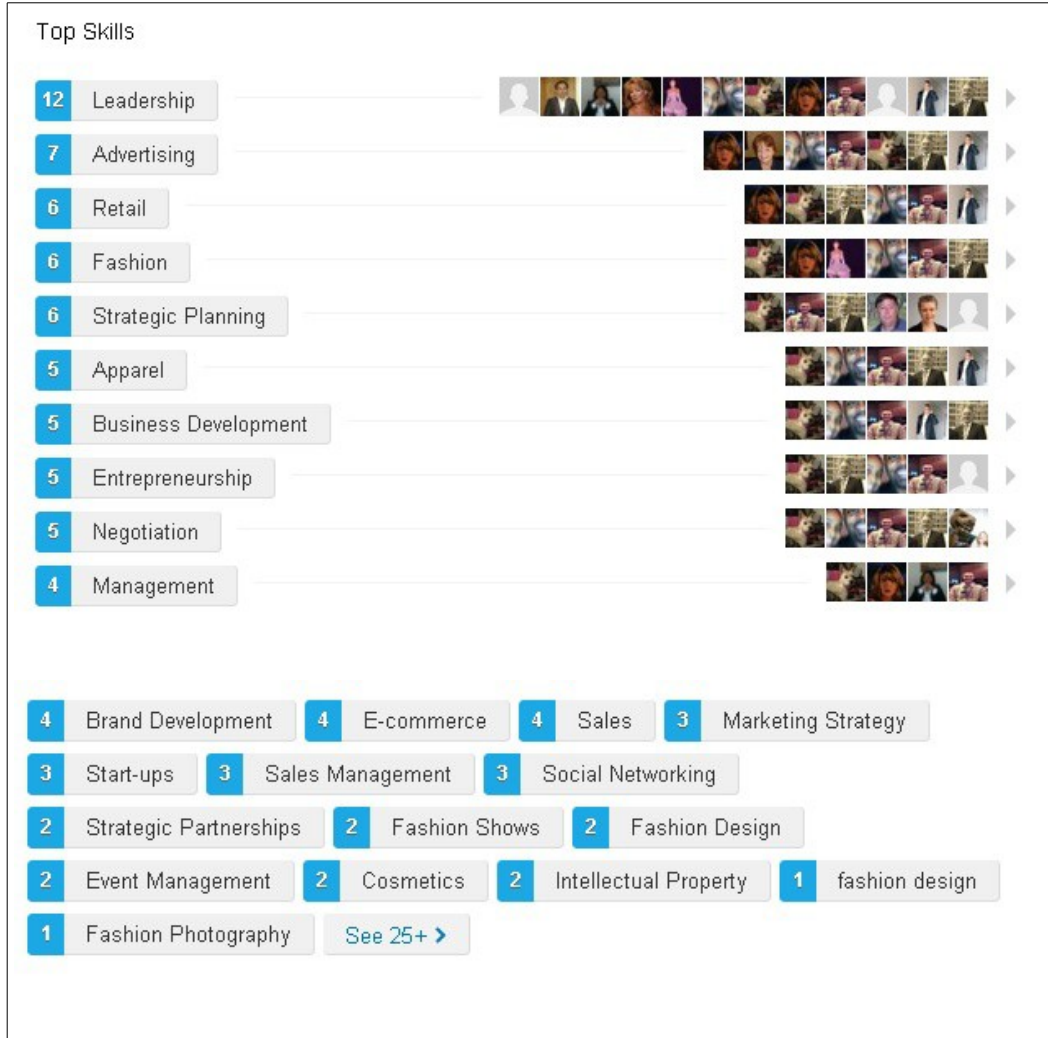 Top Skills
12 Leadership
7 Advertising
6 Retail
6 Fashion
6 Strategic Planning
5 Apparel
5 Business Development
5 Entrepreneurship
5 Negotiation
4 Management
4 Brand Development 4 E-commerce 4 Sales 3 Marketing Strategy
3 Start-ups 3 Sales Management 3 Social Networking
2 Strategic Partnerships 2 Fashion Shows 2 Fashion Design
2 Event Management 2 Cosmetics 2 Intellectual Property 1 fashion design
1 Fashion Photography See 25+ >